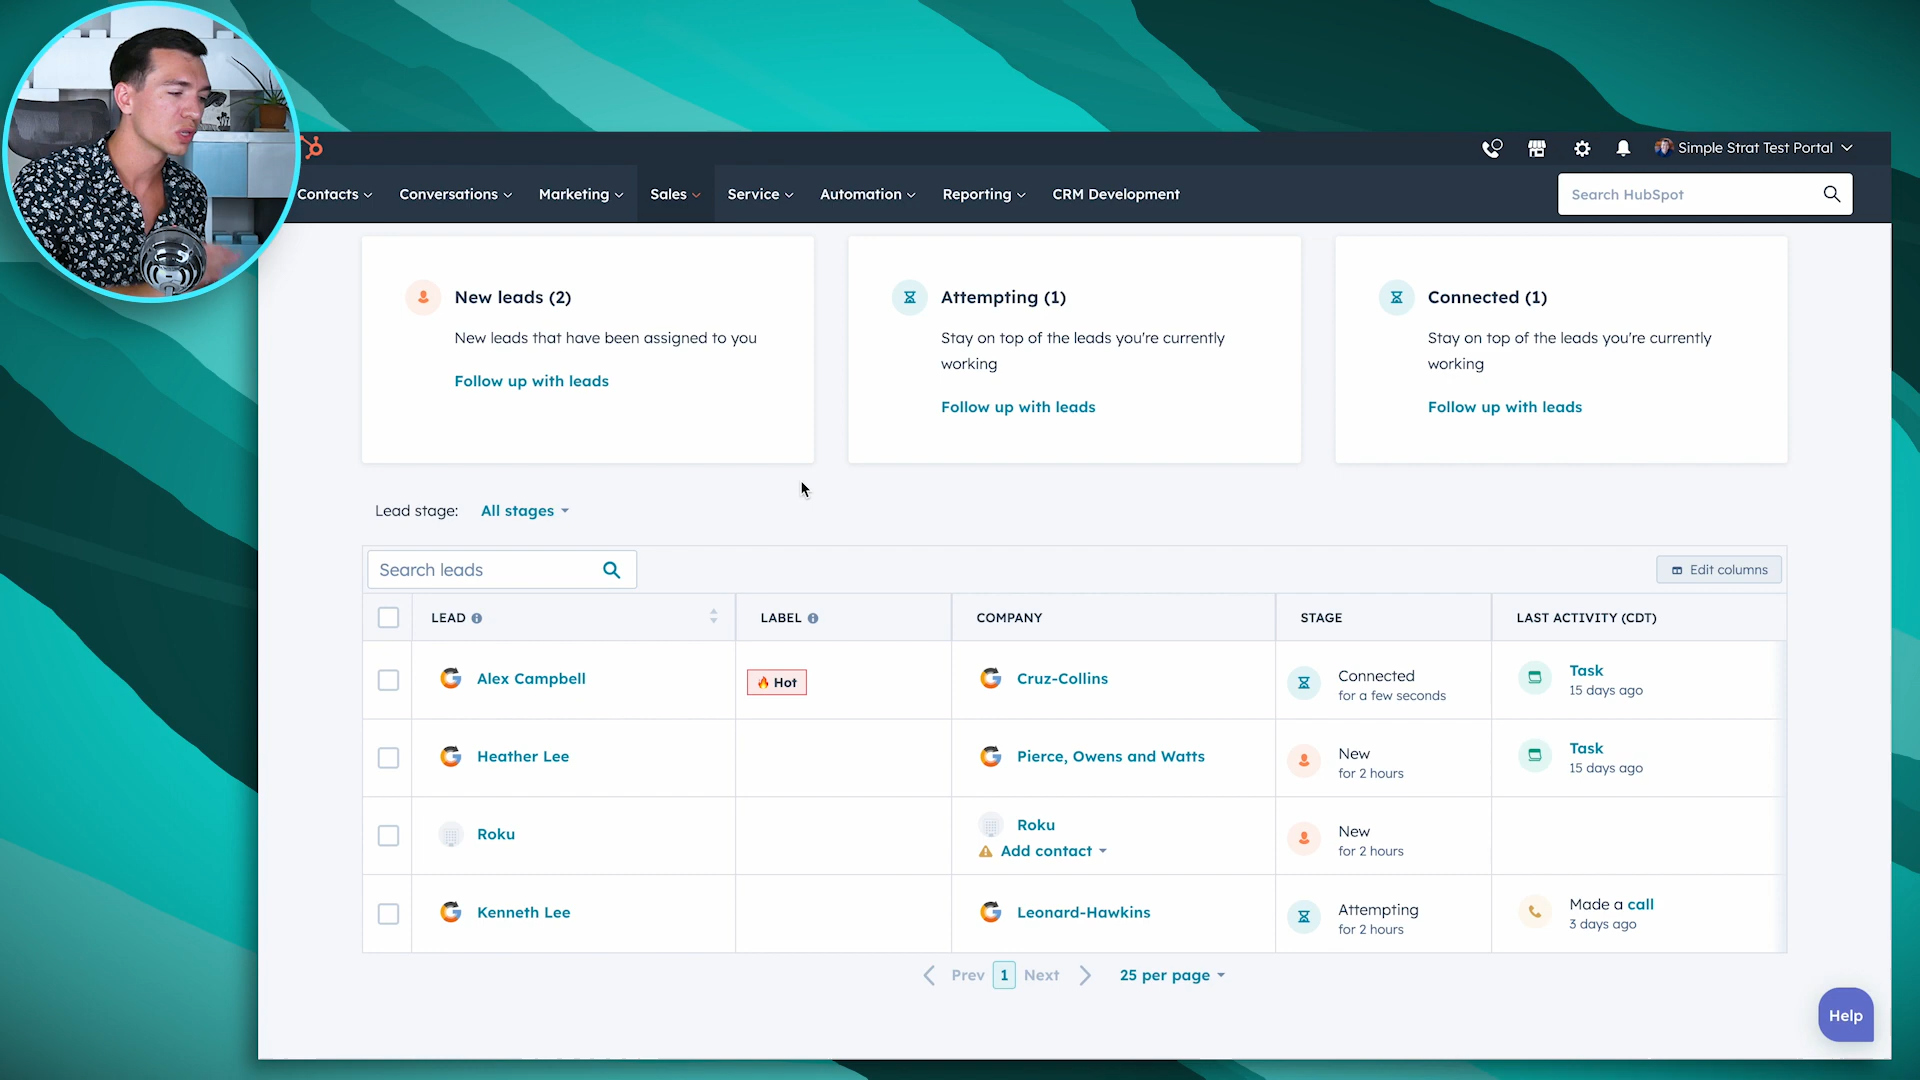 Simple Strat Test Portal
Contacts
Conversations
Marketing
Sales
Service
Automation
Reporting
CRM Development
Search HubSpot
New leads (2)
New leads that have been assigned to you
Follow up with leads
Attempting (1)
Stay on top of the leads you're currently
working
Follow up with leads
Connected (1)
Stay on top of the leads you're currently
working
Follow up with leads
Lead stage: All stages
Search leads
Edit columns
LEAD
LABEL
COMPANY
STAGE
LAST ACTIVITY (CDT)
Alex Campbell
Hot
Cruz-Collins
Connected
for a few seconds
Task
15 days ago
Heather Lee
Pierce, Owens and Watts
New
for 2 hours
Task
15 days ago
Roku
Roku
Add contact
New
for 2 hours
Kenneth Lee
Leonard-Hawkins
Attempting
for 2 hours
Made a call
3 days ago
Prev 1 Next
25 per page
Help